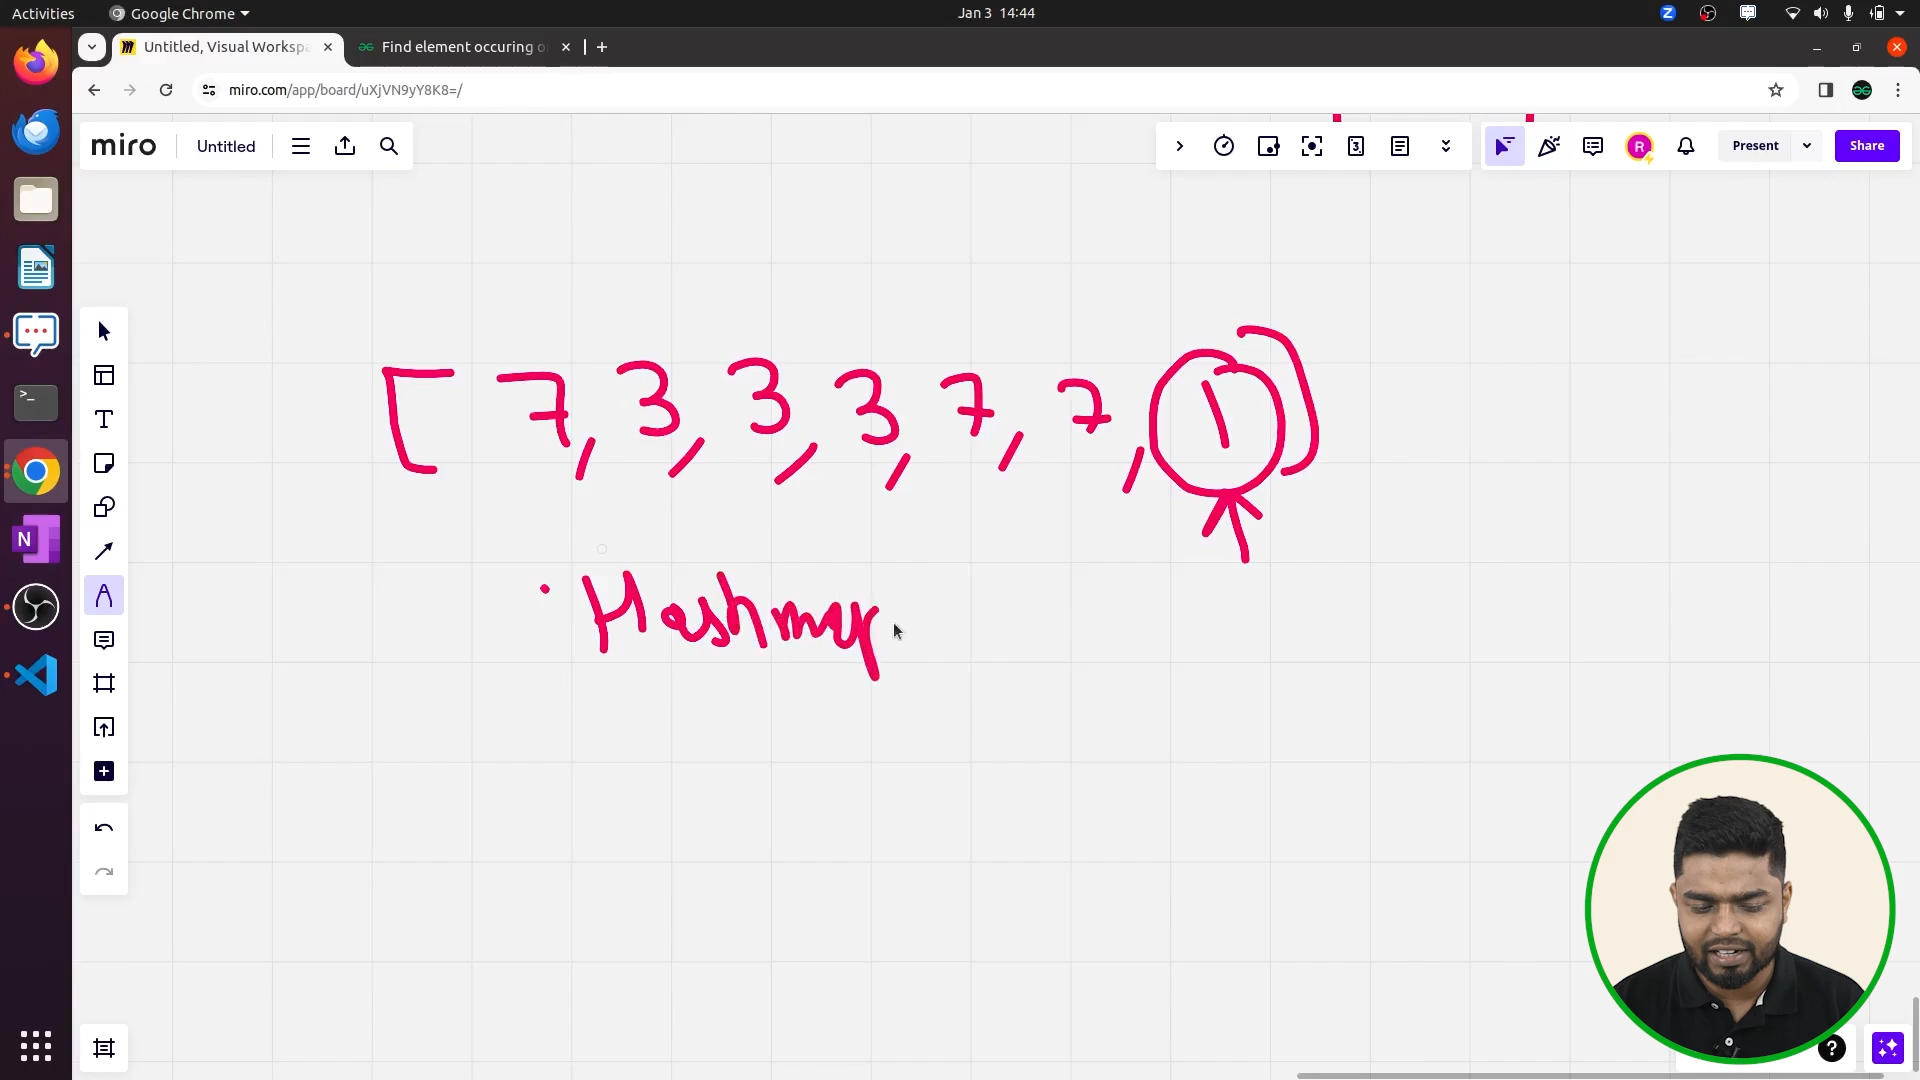 Activities Google Chrome Jan 3 14:44
Untitled, Visual Workspa Find element occuring o
miro.com/app/board/uXjVN9yY8K8=/
miro Untitled Present Share
[ 7, 3, 3, 3, 7, 7, 1 ]
. Hashmap